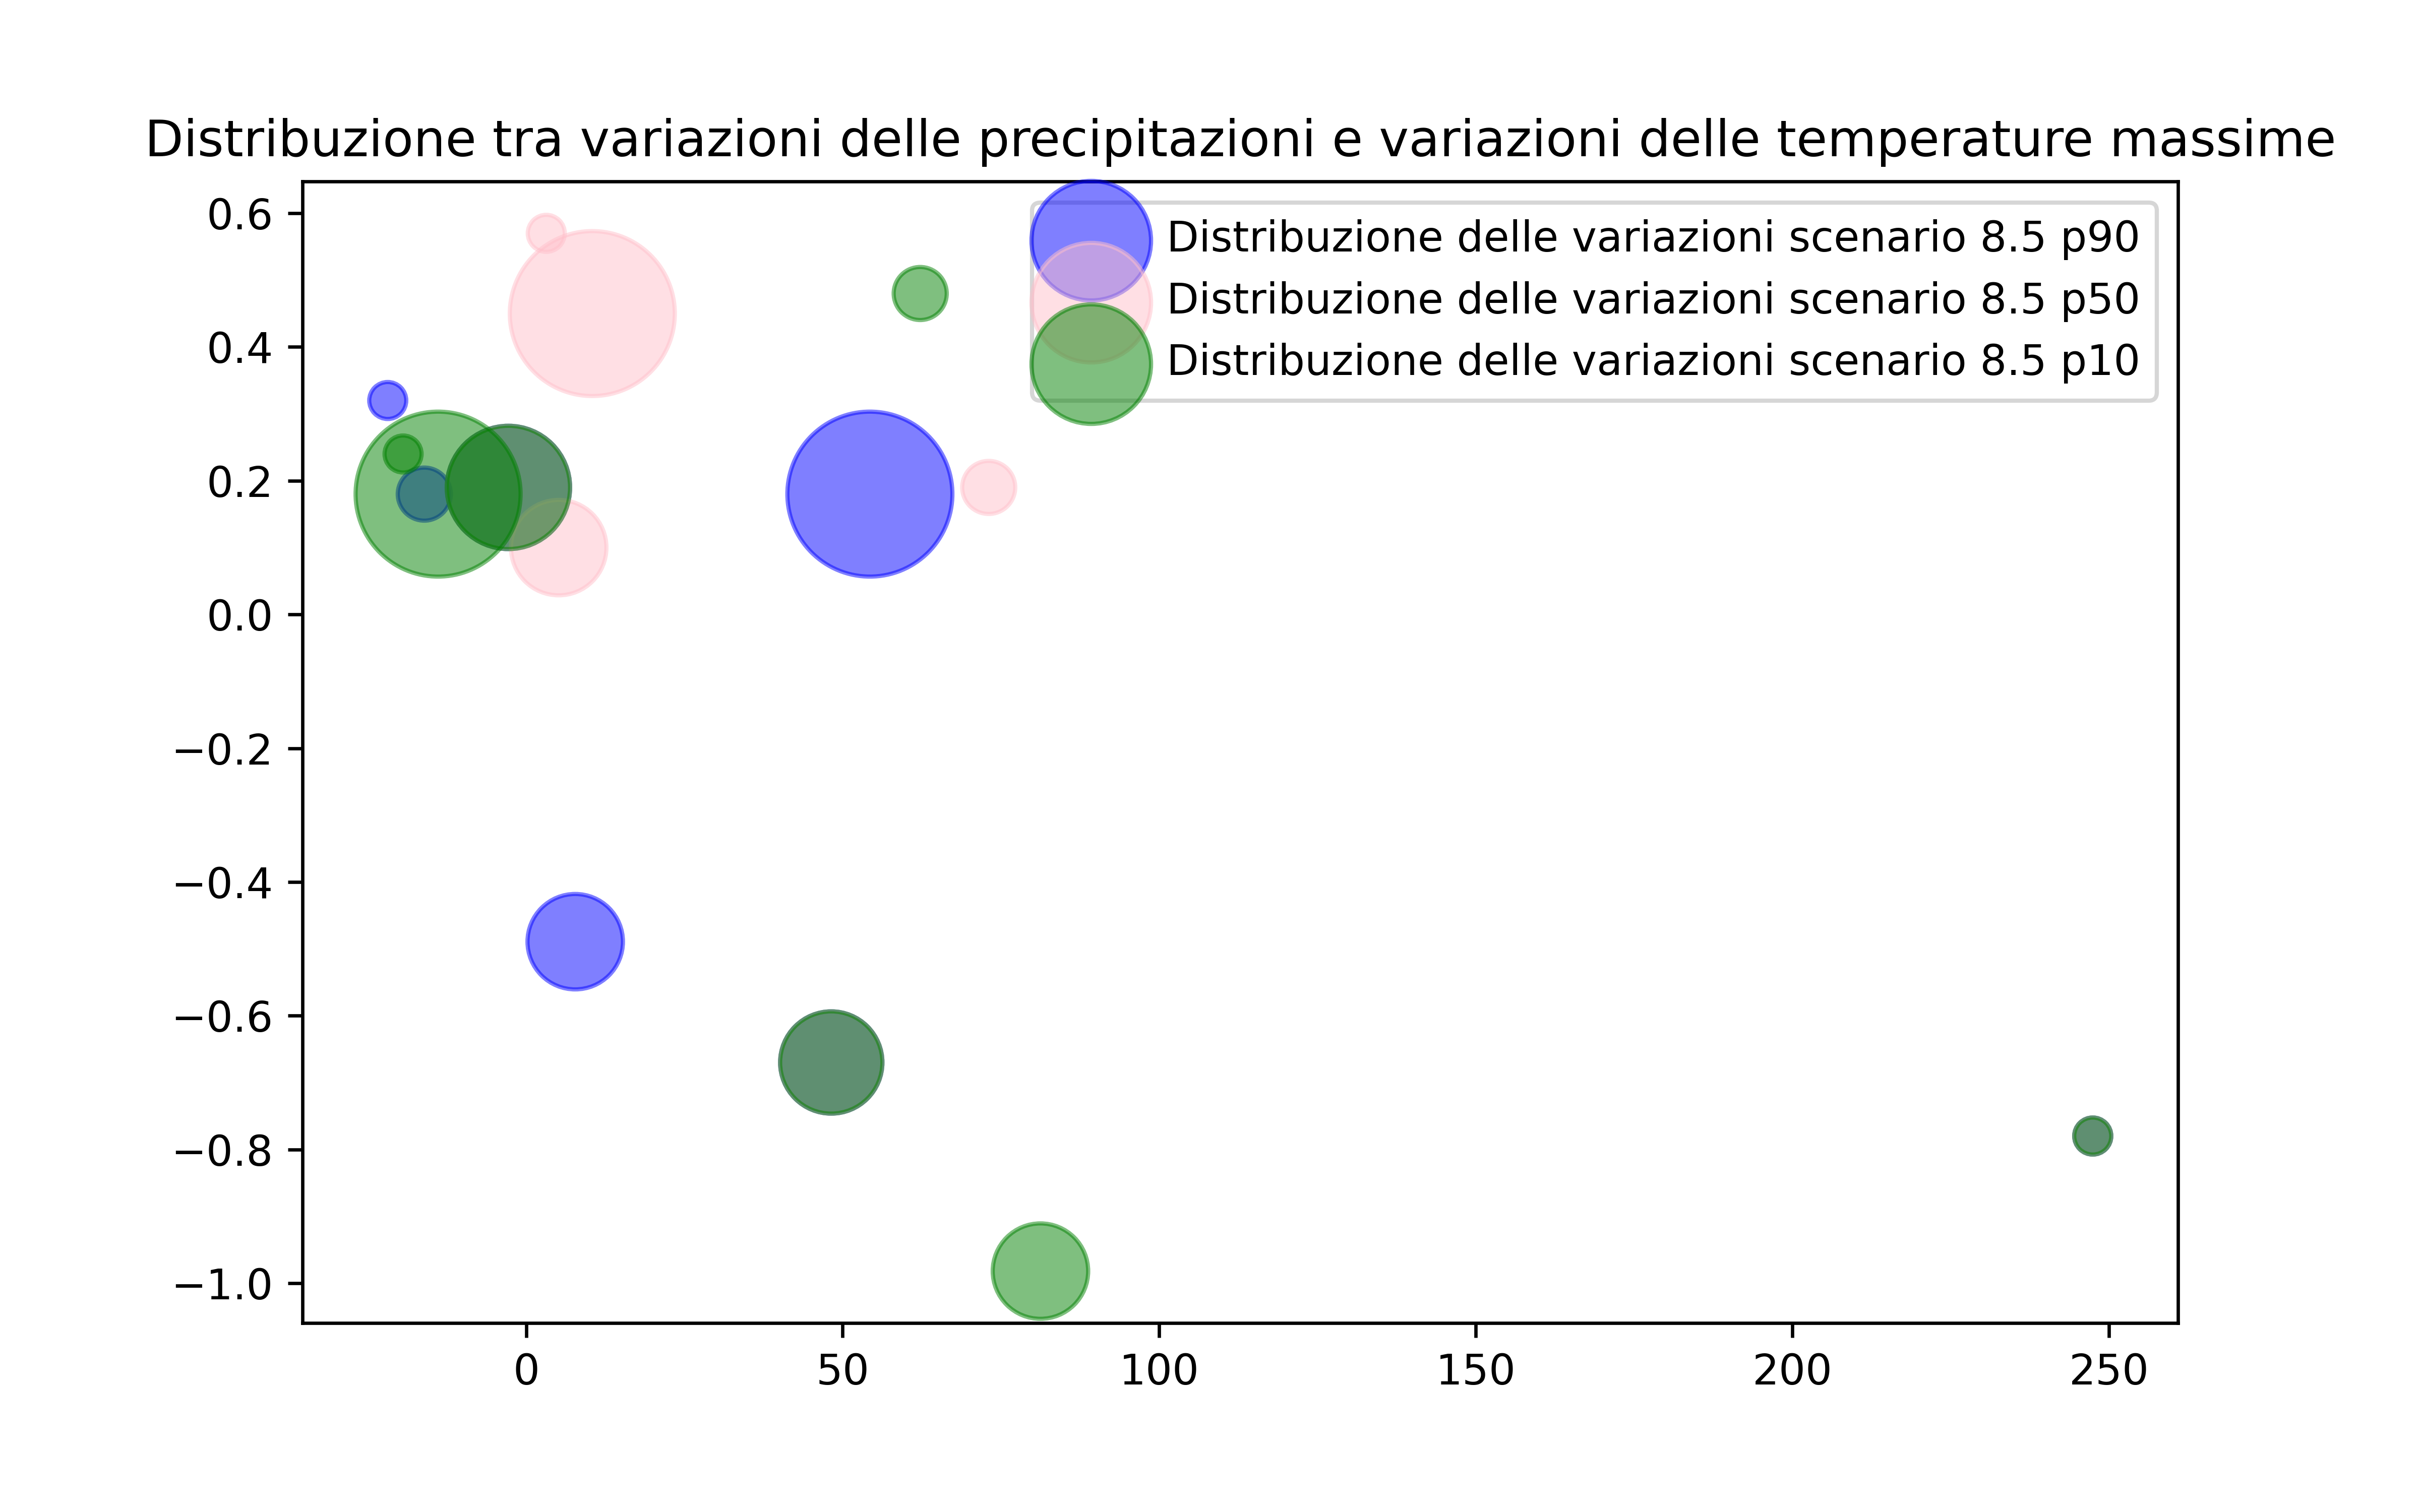 Distribuzione tra variazioni delle precipitazioni e variazioni delle temperature massime
Distribuzione delle variazioni scenario 8.5 p90
Distribuzione delle variazioni scenario 8.5 p50
Distribuzione delle variazioni scenario 8.5 p10
0.6
0.4
0.2
0.0
−0.2
−0.4
−0.6
−0.8
−1.0
0 50 100 150 200 250